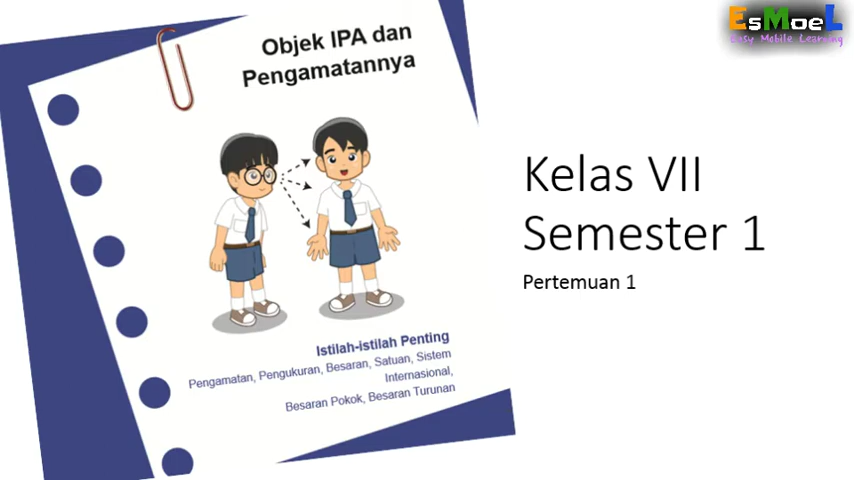 Objek IPA dan
Pengamatannya
Istilah-istilah Penting
Pengamatan, Pengukuran, Besaran, Satuan, Sistem
Internasional,
Besaran Pokok, Besaran Turunan
EsMoeL
Easy Mobile Learning
Kelas VII
Semester 1
Pertemuan 1